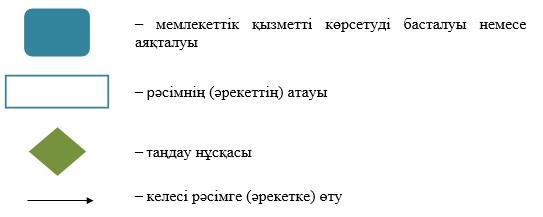 – мемлекеттік қызметті көрсетуді басталуы немесе
аяқталуы
– рәсімнің (әрекеттің) атауы
– таңдау нұсқасы
– келесі рәсімге (әрекетке) өту